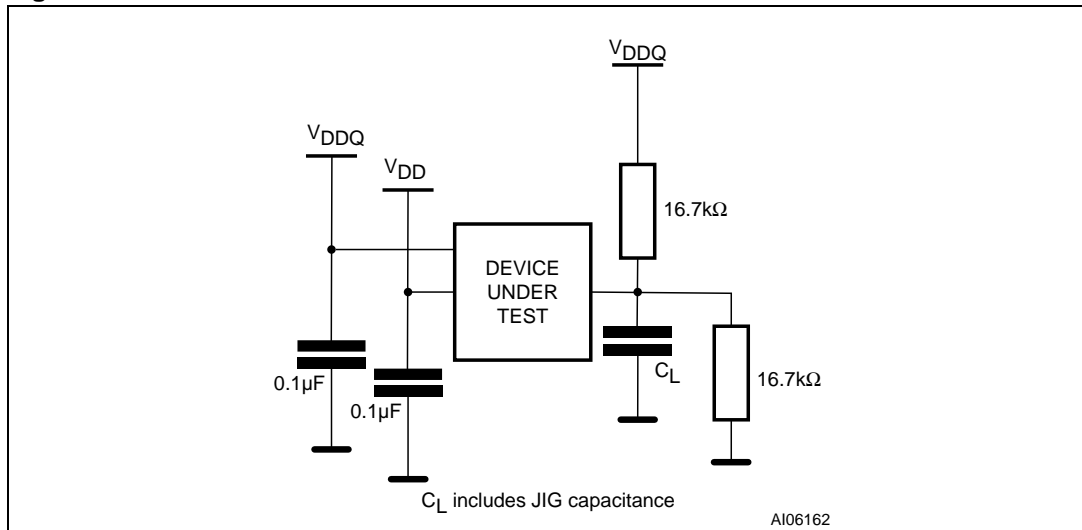 VDDQ
VDDQ
VDD
16.7kΩ
DEVICE
UNDER
TEST
0.1µF
0.1µF
CL
16.7kΩ
CL includes JIG capacitance
AI06162